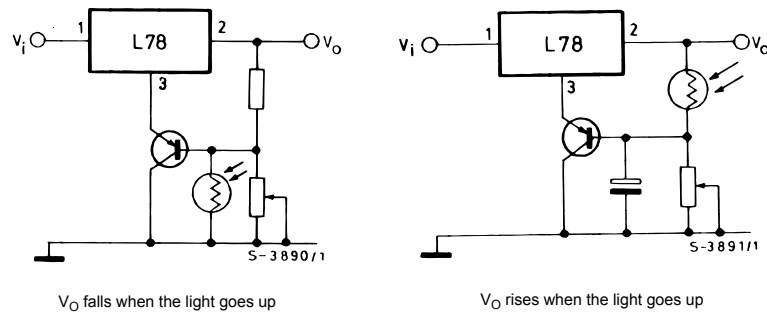 1
L78
2
Vi
VO
3
S-3890/1
VO falls when the light goes up
1
L78
2
Vi
VO
3
S-3891/1
VO rises when the light goes up